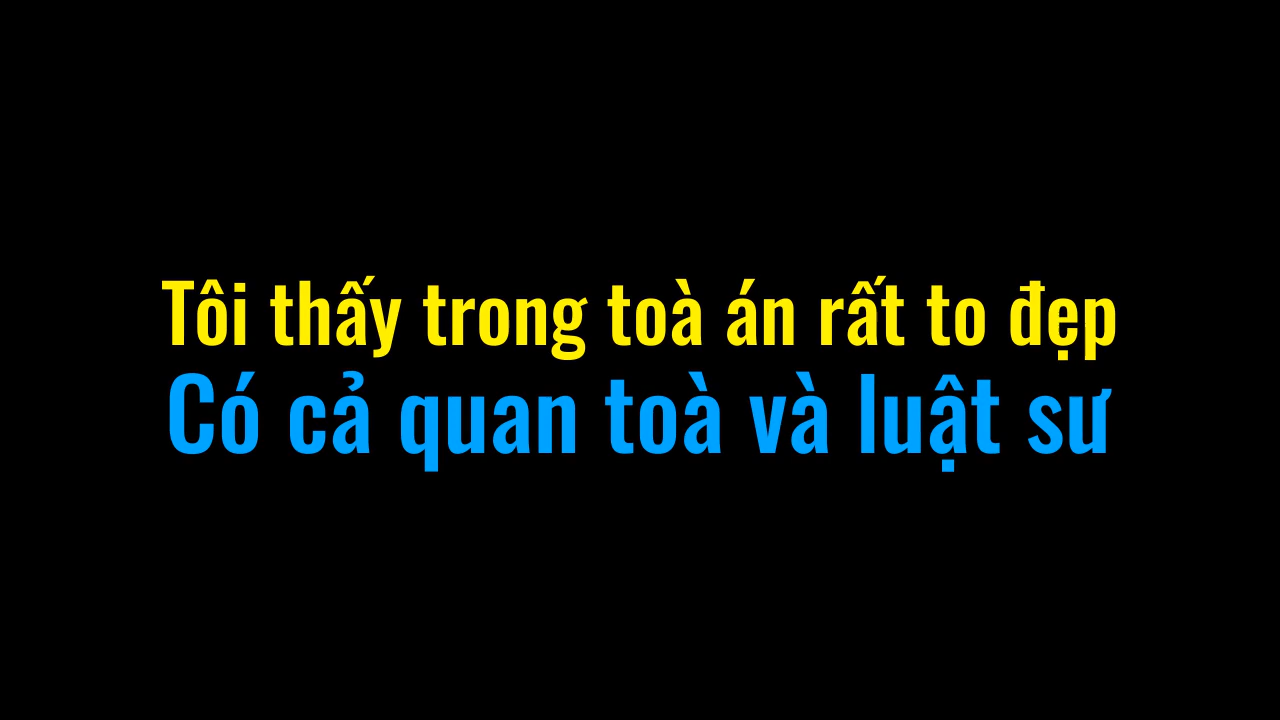 Tôi thấy trong toà án rất to đẹp
Có cả quan toà và luật sư